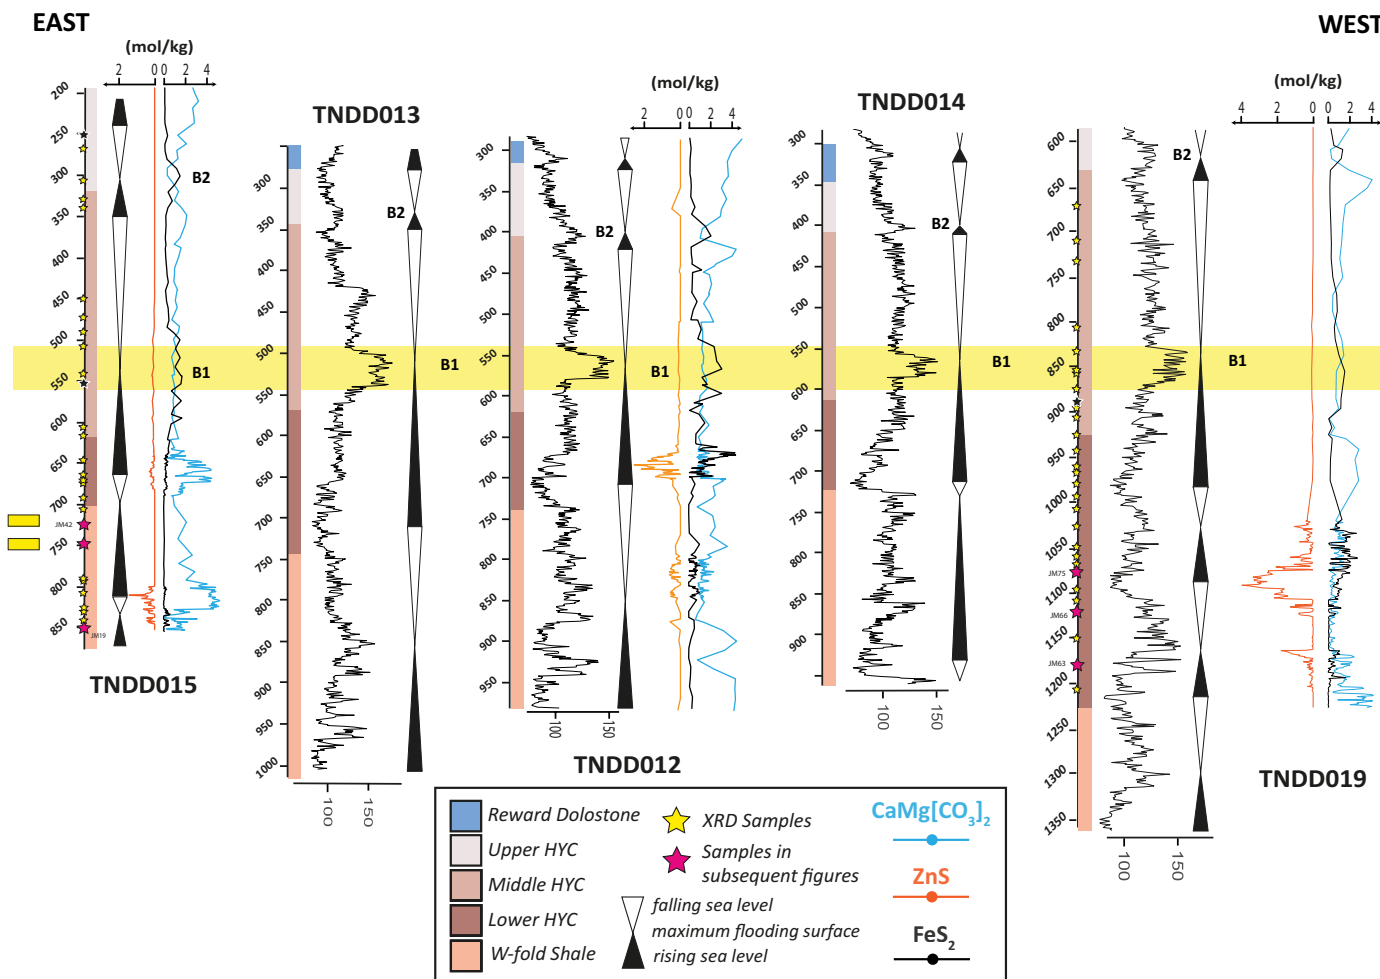 EAST
WEST
(mol/kg)
2 0 0 2 4
200
250
300
350
400
450
500
550
600
650
700
750
800
850
B2
B1
JM42
JM19
TNDD015
TNDD013
300
350
400
450
500
550
600
650
700
750
800
850
900
950
1000
B2
B1
100 150
(mol/kg)
2 0 0 2 4
300
350
400
450
500
550
600
650
700
750
800
850
900
950
B2
B1
100 150
TNDD012
TNDD014
300
350
400
450
500
550
600
650
700
750
800
850
900
B2
B1
100 150
(mol/kg)
4 2 0 0 2 4
600
650
700
750
800
850
900
950
1000
1050
1100
1150
1200
1250
1300
1350
B2
B1
JM75
JM66
JM63
100 150
TNDD019
Reward Dolostone
Upper HYC
Middle HYC
Lower HYC
W-fold Shale
XRD Samples
Samples in
subsequent figures
falling sea level
maximum flooding surface
rising sea level
CaMg[CO₃]₂
ZnS
FeS₂